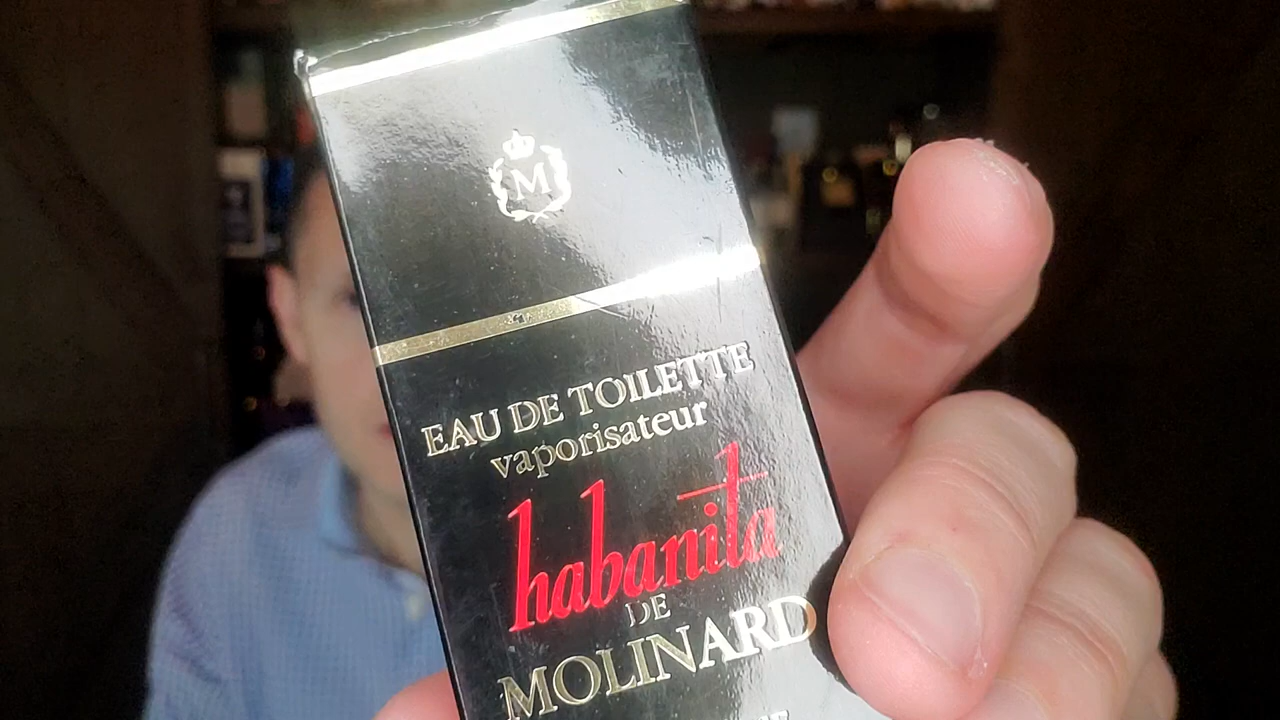 M
EAU DE TOILETTE
vaporisateur
habanita
DE
MOLINARD